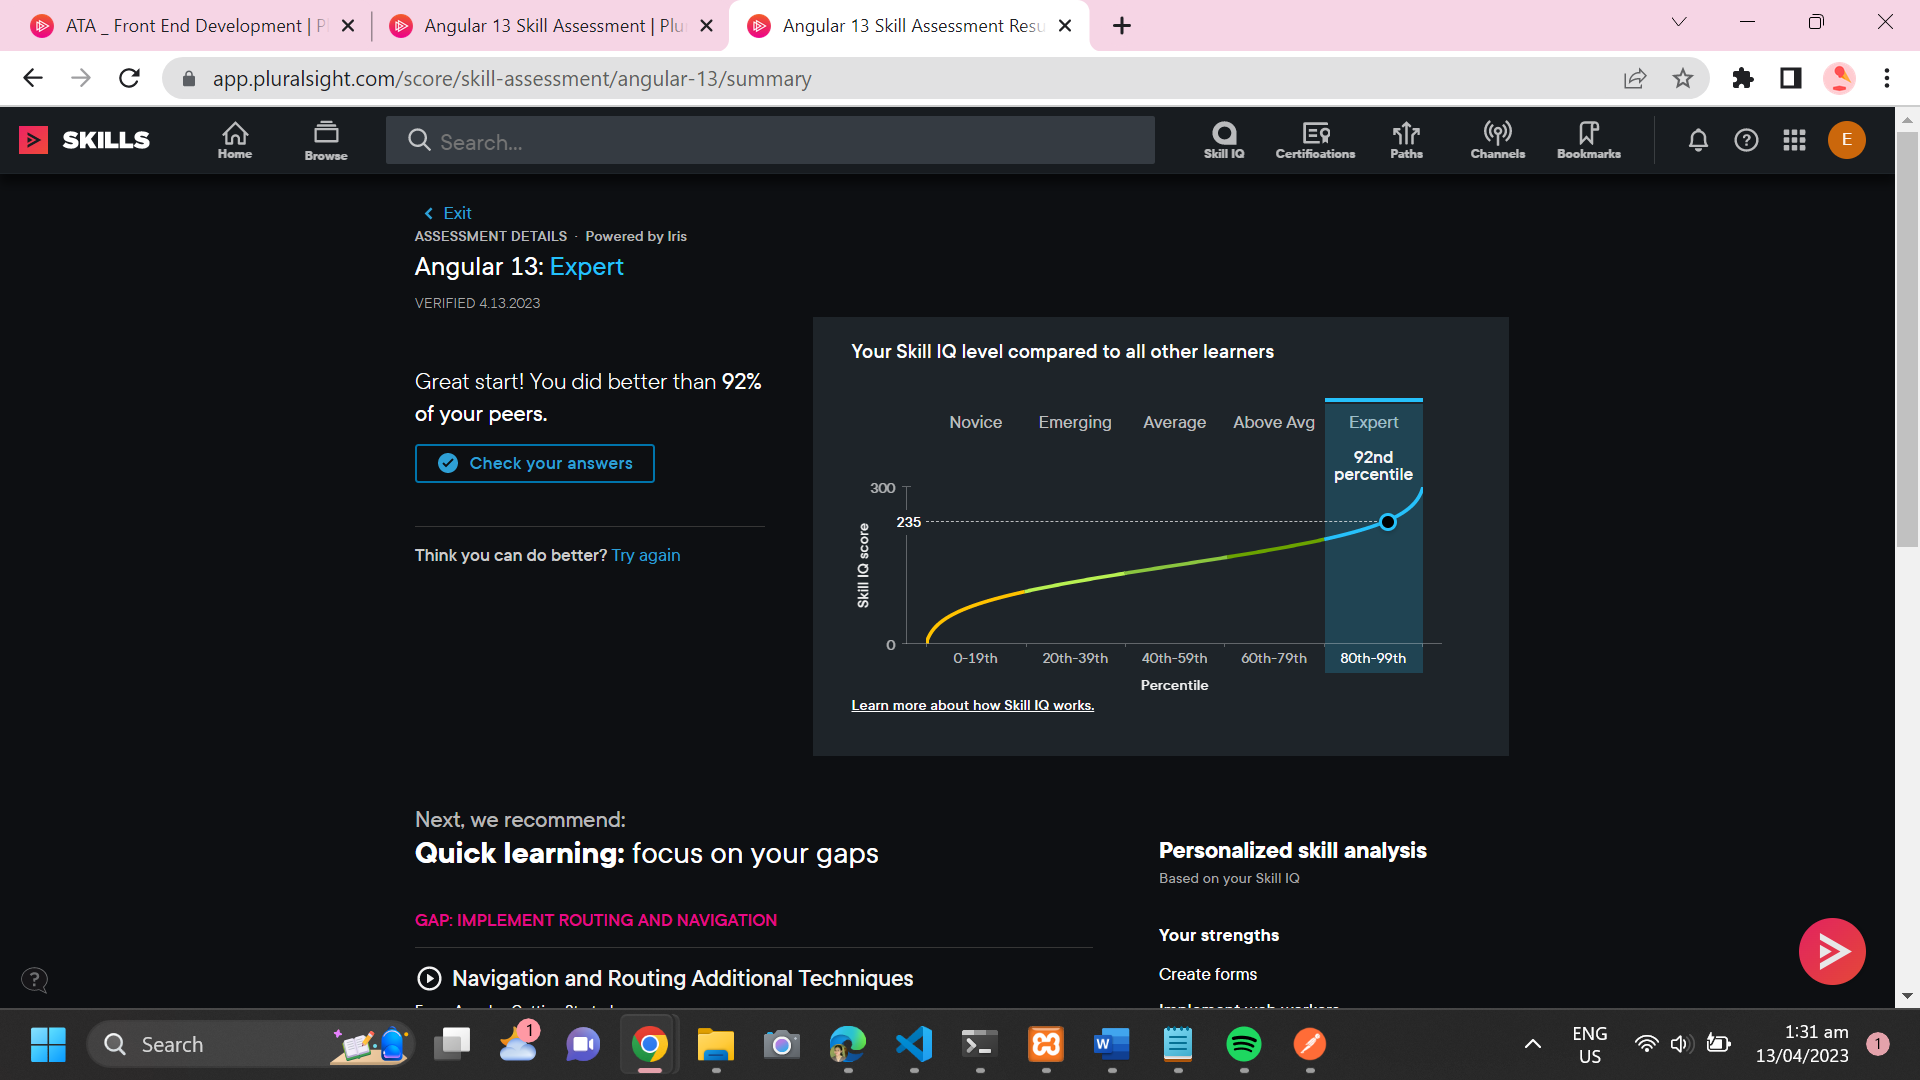 ATA _ Front End Development | P
Angular 13 Skill Assessment | Plu
Angular 13 Skill Assessment Resu
app.pluralsight.com/score/skill-assessment/angular-13/summary
SKILLS
Home
Browse
Search...
Skill IQ
Certifications
Paths
Channels
Bookmarks
E
Exit
ASSESSMENT DETAILS · Powered by Iris
Angular 13: Expert
VERIFIED 4.13.2023
Great start! You did better than 92%
of your peers.
Check your answers
Think you can do better? Try again
Your Skill IQ level compared to all other learners
Novice
Emerging
Average
Above Avg
Expert
92nd
percentile
300
235
Skill IQ score
0
0-19th
20th-39th
40th-59th
60th-79th
80th-99th
Percentile
Learn more about how Skill IQ works.
Next, we recommend:
Quick learning: focus on your gaps
GAP: IMPLEMENT ROUTING AND NAVIGATION
Navigation and Routing Additional Techniques
Personalized skill analysis
Based on your Skill IQ
Your strengths
Create forms
Implement web workers
Search
1
ENG
US
1:31 am
13/04/2023
1